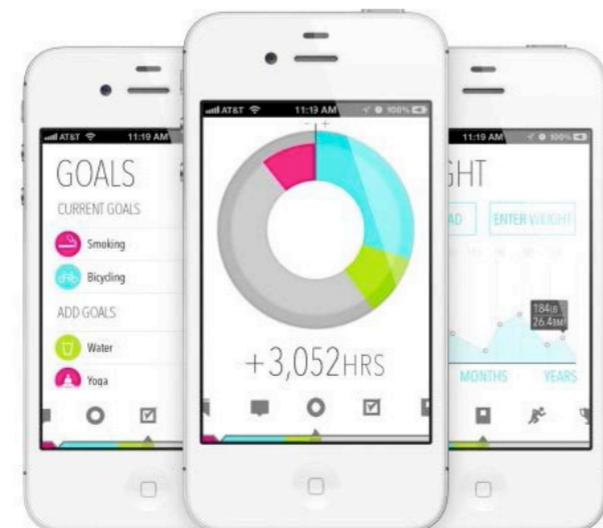 AT&T 11:19 AM
GOALS
CURRENT GOALS
Smoking
Bicycling
ADD GOALS
Water
Yoga
AT&T 11:19 AM 100%
- +
+3,052HRS
11:19 AM 100%
GHT
AD ENTER WEIGHT
184LB
26.4BMI
MONTHS YEARS